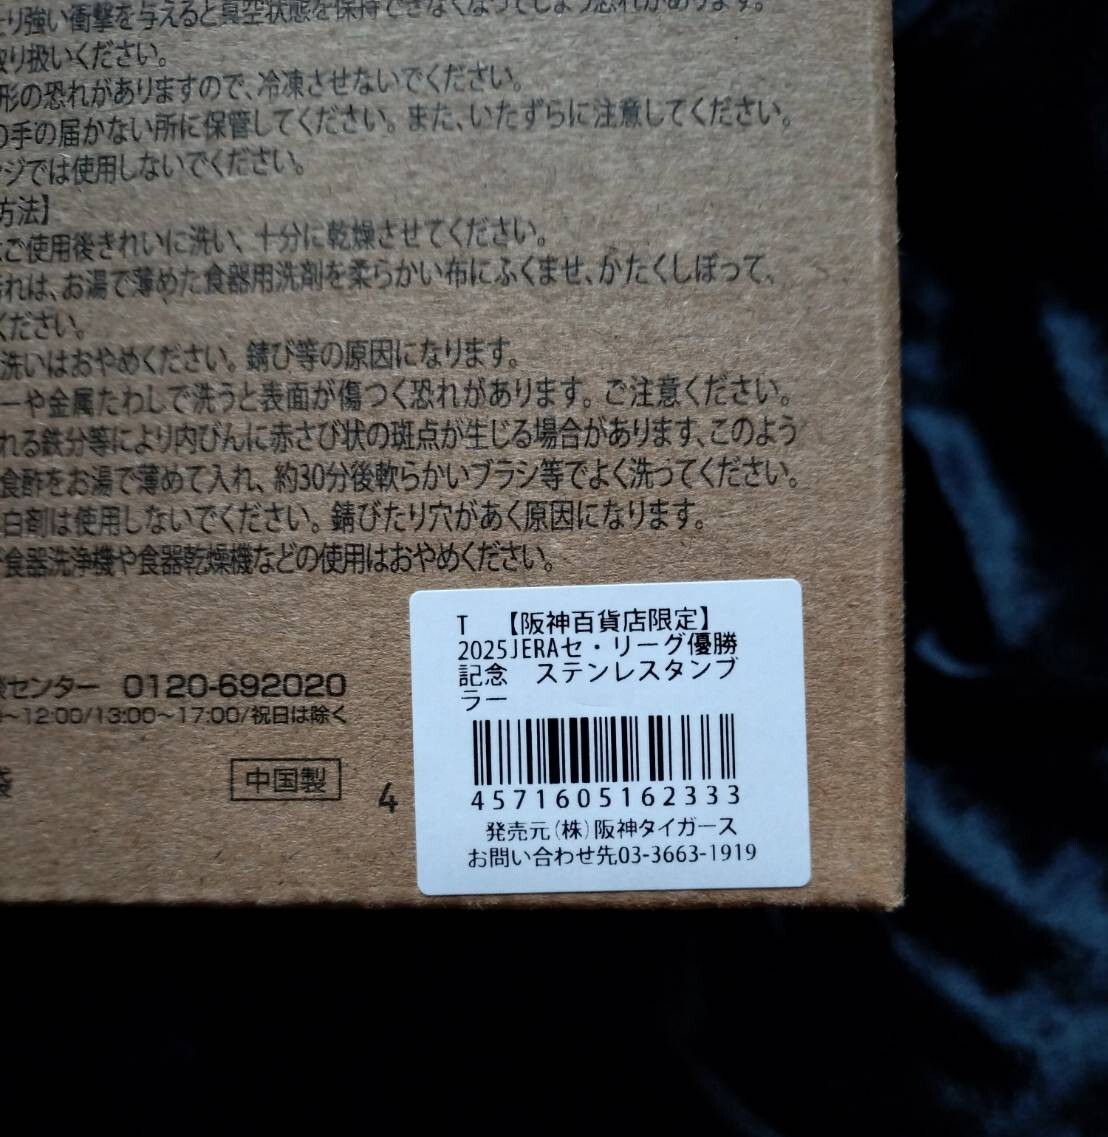 り強い衝撃を与えると真空状態を保持できなくなってしまう恐れがあります。
取り扱いください。
形の恐れがありますので、冷凍させないでください。
の手の届かない所に保管してください。また、いたずらに注意してください。
ンジでは使用しないでください。
方法】
ご使用後きれいに洗い、十分に乾燥させてください。
汚れは、お湯で薄めた食器用洗剤を柔らかい布にふくませ、かたくしぼって、
ください。
洗いはおやめください。錆び等の原因になります。
ーや金属たわしで洗うと表面が傷つく恐れがあります。ご注意ください。
れる鉄分等により内びんに赤さび状の斑点が生じる場合があります、このよう
食酢をお湯で薄めて入れ、約30分後軟らかいブラシ等でよく洗ってください。
白剤は使用しないでください。錆びたり穴があく原因になります。
食器洗浄機や食器乾燥機などの使用はおやめください。
センター 0120-692020
～12:00/13:00～17:00/祝日は除く
袋
中国製
4
T 【阪神百貨店限定】
2025JERAセ・リーグ優勝
記念 ステンレスタンブ
ラー
4571605162333
発売元(株)阪神タイガース
お問い合わせ先03-3663-1919